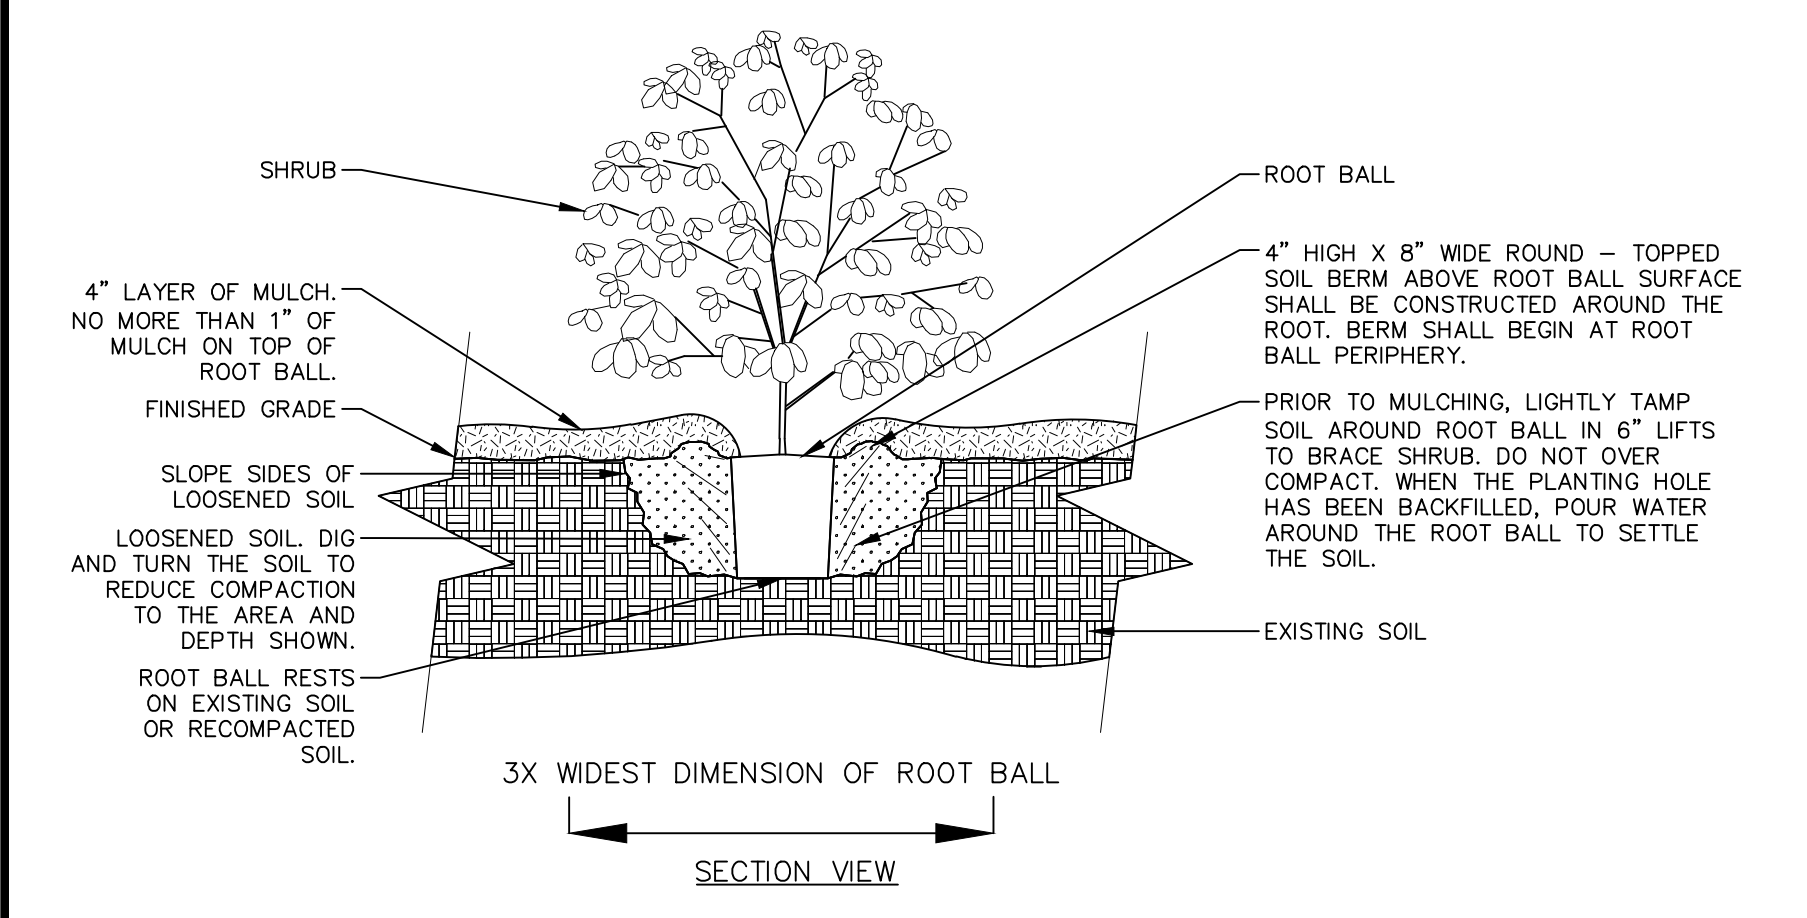 SHRUB
4” LAYER OF MULCH.
NO MORE THAN 1” OF
MULCH ON TOP OF
ROOT BALL.
FINISHED GRADE
SLOPE SIDES OF
LOOSENED SOIL
LOOSENED SOIL. DIG
AND TURN THE SOIL TO
REDUCE COMPACTION
TO THE AREA AND
DEPTH SHOWN.
ROOT BALL RESTS
ON EXISTING SOIL
OR RECOMPACTED
SOIL.
ROOT BALL
4” HIGH X 8” WIDE ROUND – TOPPED
SOIL BERM ABOVE ROOT BALL SURFACE
SHALL BE CONSTRUCTED AROUND THE
ROOT. BERM SHALL BEGIN AT ROOT
BALL PERIPHERY.
PRIOR TO MULCHING, LIGHTLY TAMP
SOIL AROUND ROOT BALL IN 6” LIFTS
TO BRACE SHRUB. DO NOT OVER
COMPACT. WHEN THE PLANTING HOLE
HAS BEEN BACKFILLED, POUR WATER
AROUND THE ROOT BALL TO SETTLE
THE SOIL.
EXISTING SOIL
3X WIDEST DIMENSION OF ROOT BALL
SECTION VIEW